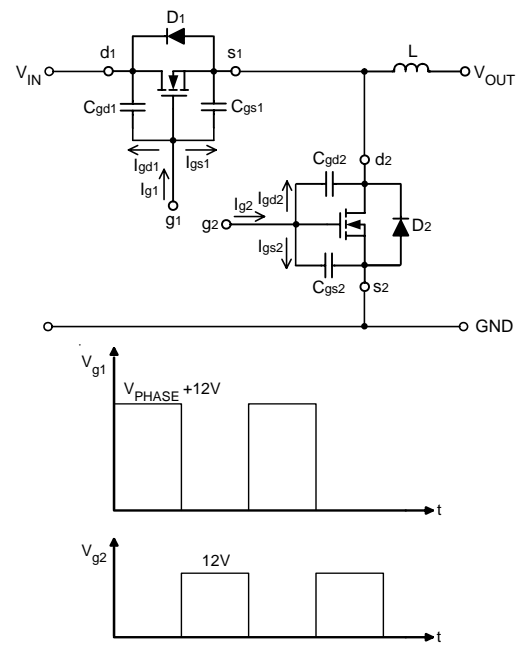 D1
d1
s1
L
VIN
VOUT
Cgd1
Cgs1
Igd1
Igs1
Ig1
g1
Cgd2
d2
Ig2
Igd2
g2
D2
Igs2
Cgs2
s2
GND
Vg1
VPHASE +12V
t
Vg2
12V
t